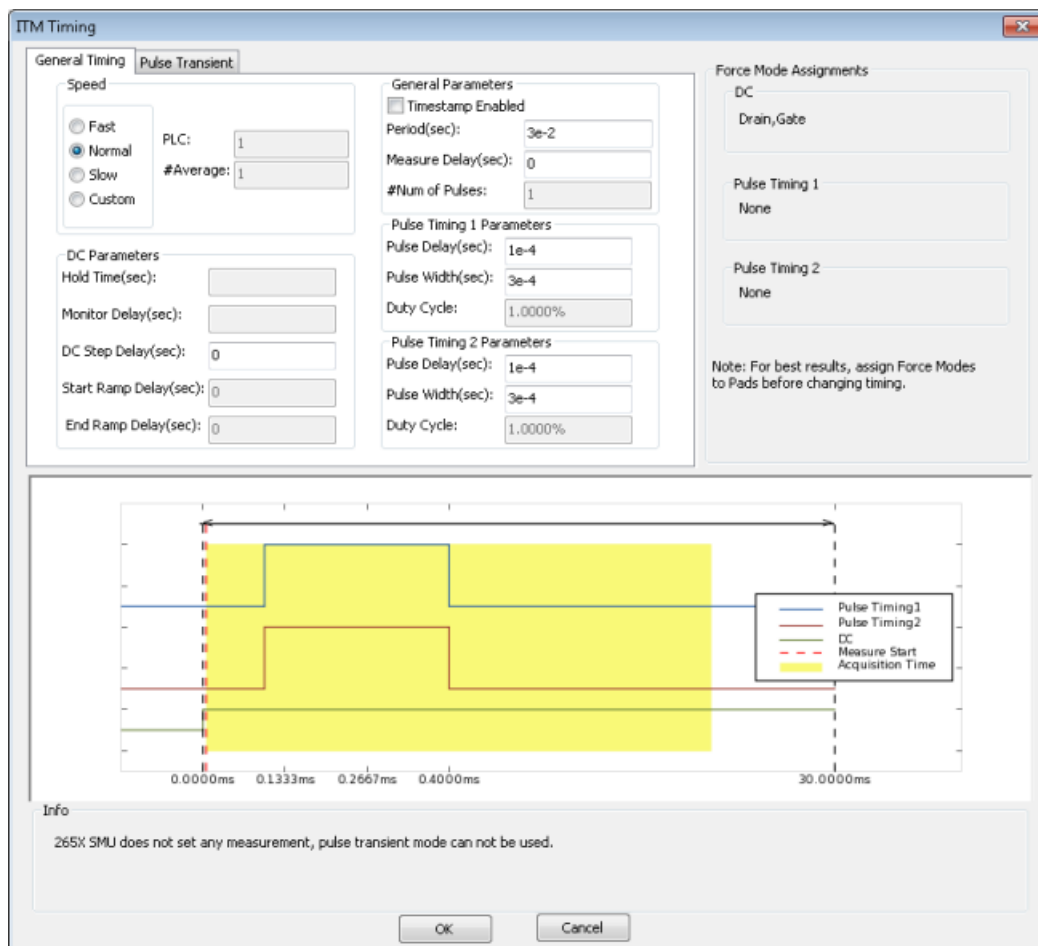 ITM Timing
General Timing
Pulse Transient
Speed
Fast
Normal
Slow
Custom
PLC: 1
#Average: 1
DC Parameters
Hold Time(sec):
Monitor Delay(sec):
DC Step Delay(sec): 0
Start Ramp Delay(sec): 0
End Ramp Delay(sec): 0
General Parameters
Timestamp Enabled
Period(sec): 3e-2
Measure Delay(sec): 0
#Num of Pulses: 1
Pulse Timing 1 Parameters
Pulse Delay(sec): 1e-4
Pulse Width(sec): 3e-4
Duty Cycle: 1.0000%
Pulse Timing 2 Parameters
Pulse Delay(sec): 1e-4
Pulse Width(sec): 3e-4
Duty Cycle: 1.0000%
Force Mode Assignments
DC
Drain,Gate
Pulse Timing 1
None
Pulse Timing 2
None
Note: For best results, assign Force Modes
to Pads before changing timing.
Pulse Timing1
Pulse Timing2
DC
Measure Start
Acquisition Time
0.0000ms 0.1333ms 0.2667ms 0.4000ms 30.0000ms
Info
265X SMU does not set any measurement, pulse transient mode can not be used.
OK
Cancel